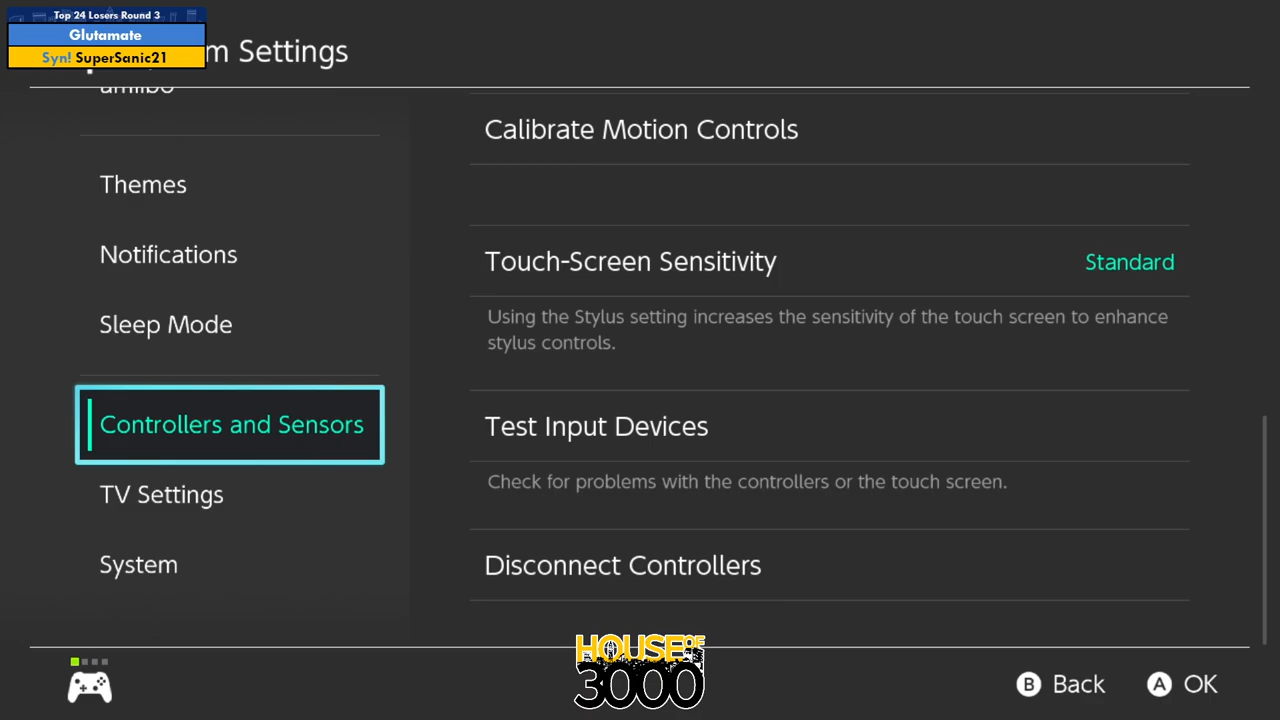 Top 24 Losers Round 3
Glutamate
Syn! SuperSanic21
m Settings
amiibo
Themes
Notifications
Sleep Mode
Controllers and Sensors
TV Settings
System
Calibrate Motion Controls
Touch-Screen Sensitivity
Standard
Using the Stylus setting increases the sensitivity of the touch screen to enhance
stylus controls.
Test Input Devices
Check for problems with the controllers or the touch screen.
Disconnect Controllers
HOUSE OF
3000
B Back
A OK